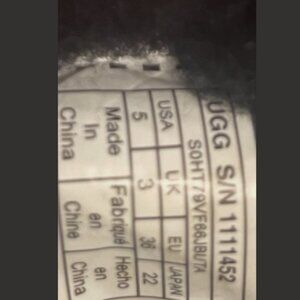 UGG S/N 1111452
S0HT79VF66JBUTA
USA UK EU JAPAN
5 3 36 22
Made Fabriqué Hecho
In en en
China Chine China